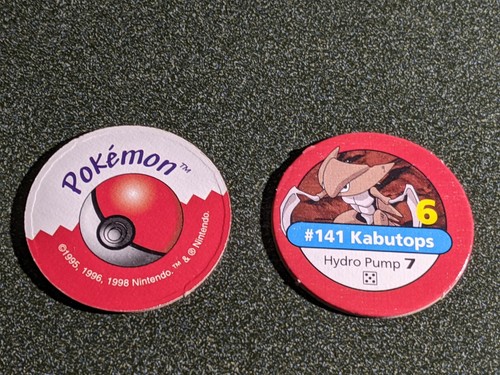 Pokémon™
©1995, 1996, 1998 Nintendo.™ & ® Nintendo.
6
#141 Kabutops
Hydro Pump 7